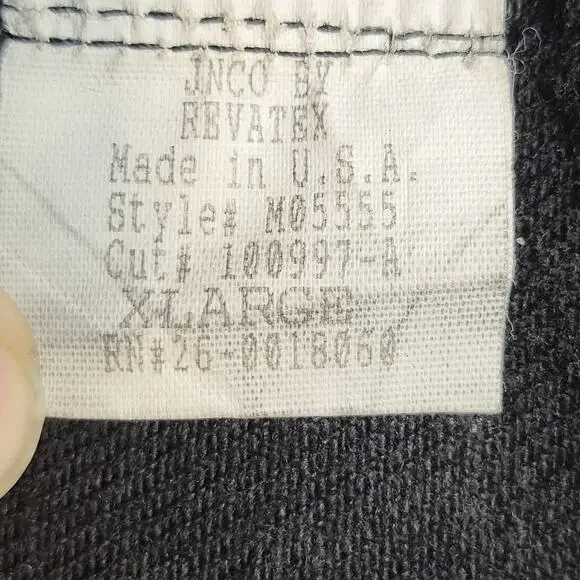 JNCO BY
REVATEX
Made in U.S.A.
Style# M05555
Cut# 100997-A
XLARGE
RN#26-0018060